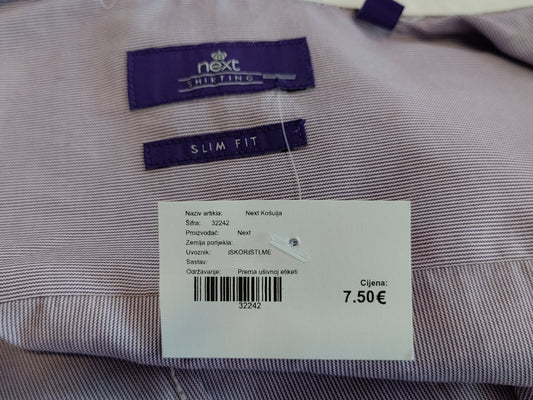 next
SHIRTING
SLIM FIT
Naziv artikla: Next Košulja
Šifra: 32242
Proizvođač: Next
Zemlja porijekla:
Uvoznik: ISKORISTI.ME
Sastav:
Održavanje: Prema ušivnoj etiketi
32242
Cijena:
7.50€